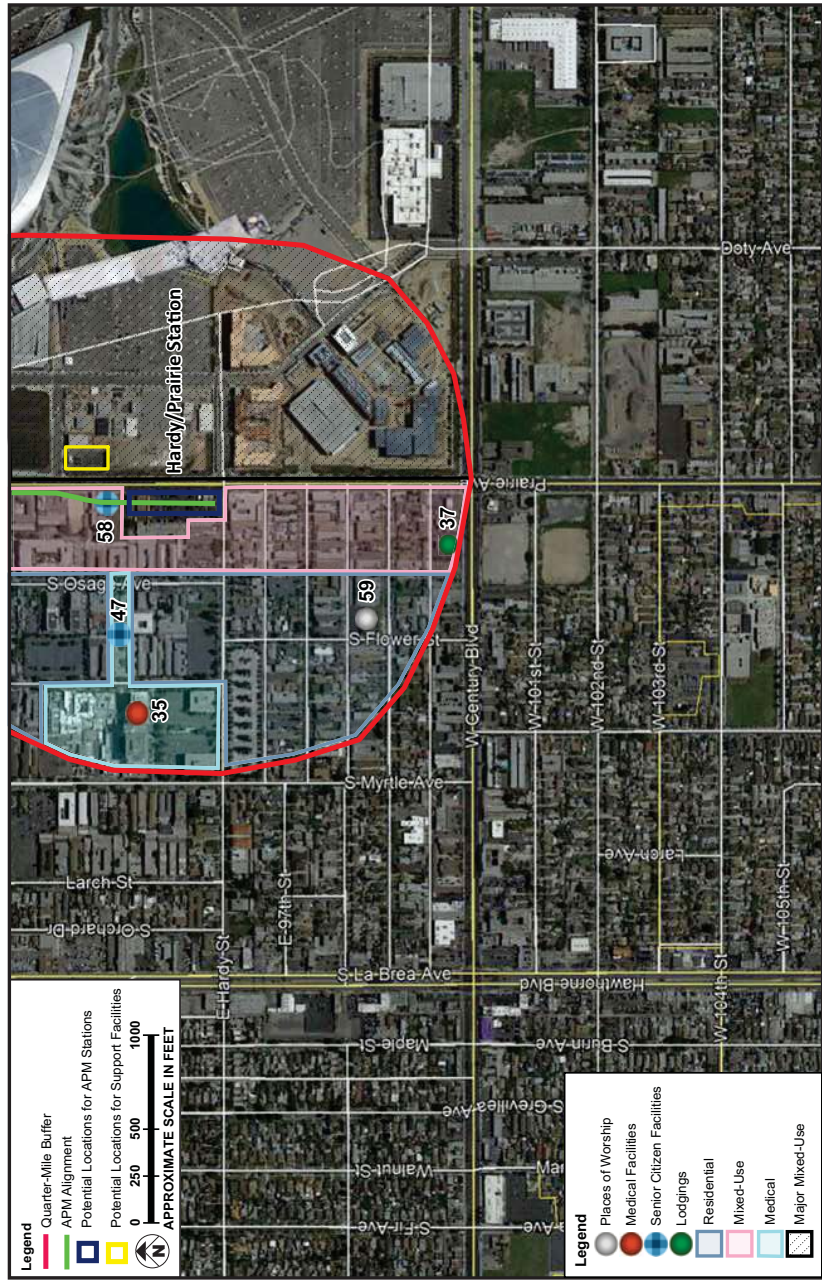 Legend
Quarter-Mile Buffer
APM Alignment
Potential Locations for APM Stations
Potential Locations for Support Facilities
N
0 250 500 1000
APPROXIMATE SCALE IN FEET
Legend
Places of Worship
Medical Facilities
Senior Citizen Facilities
Lodgings
Residential
Mixed-Use
Medical
Major Mixed-Use
S Fir Ave
Walnut St
S Grevillea Ave
Maple St
S Burin Ave
S La Brea Ave
Hawthorne Blvd
S Orchard Dr
Larch St
Larch Ave
E Hardy St
E 97th St
S Myrtle Ave
S Flower St
S Osage Ave
Prairie Ave
Doty Ave
W Century Blvd
W 101st St
W 102nd St
W 103rd St
W 104th St
W 105th St
Hardy/Prairie Station
35
47
58
59
37